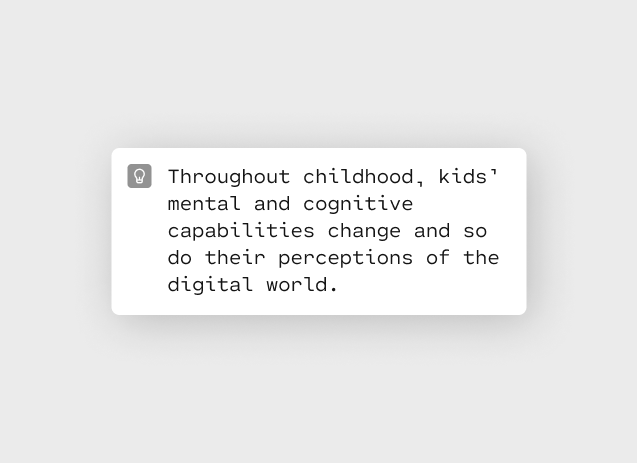 Throughout childhood, kids’
mental and cognitive
capabilities change and so
do their perceptions of the
digital world.